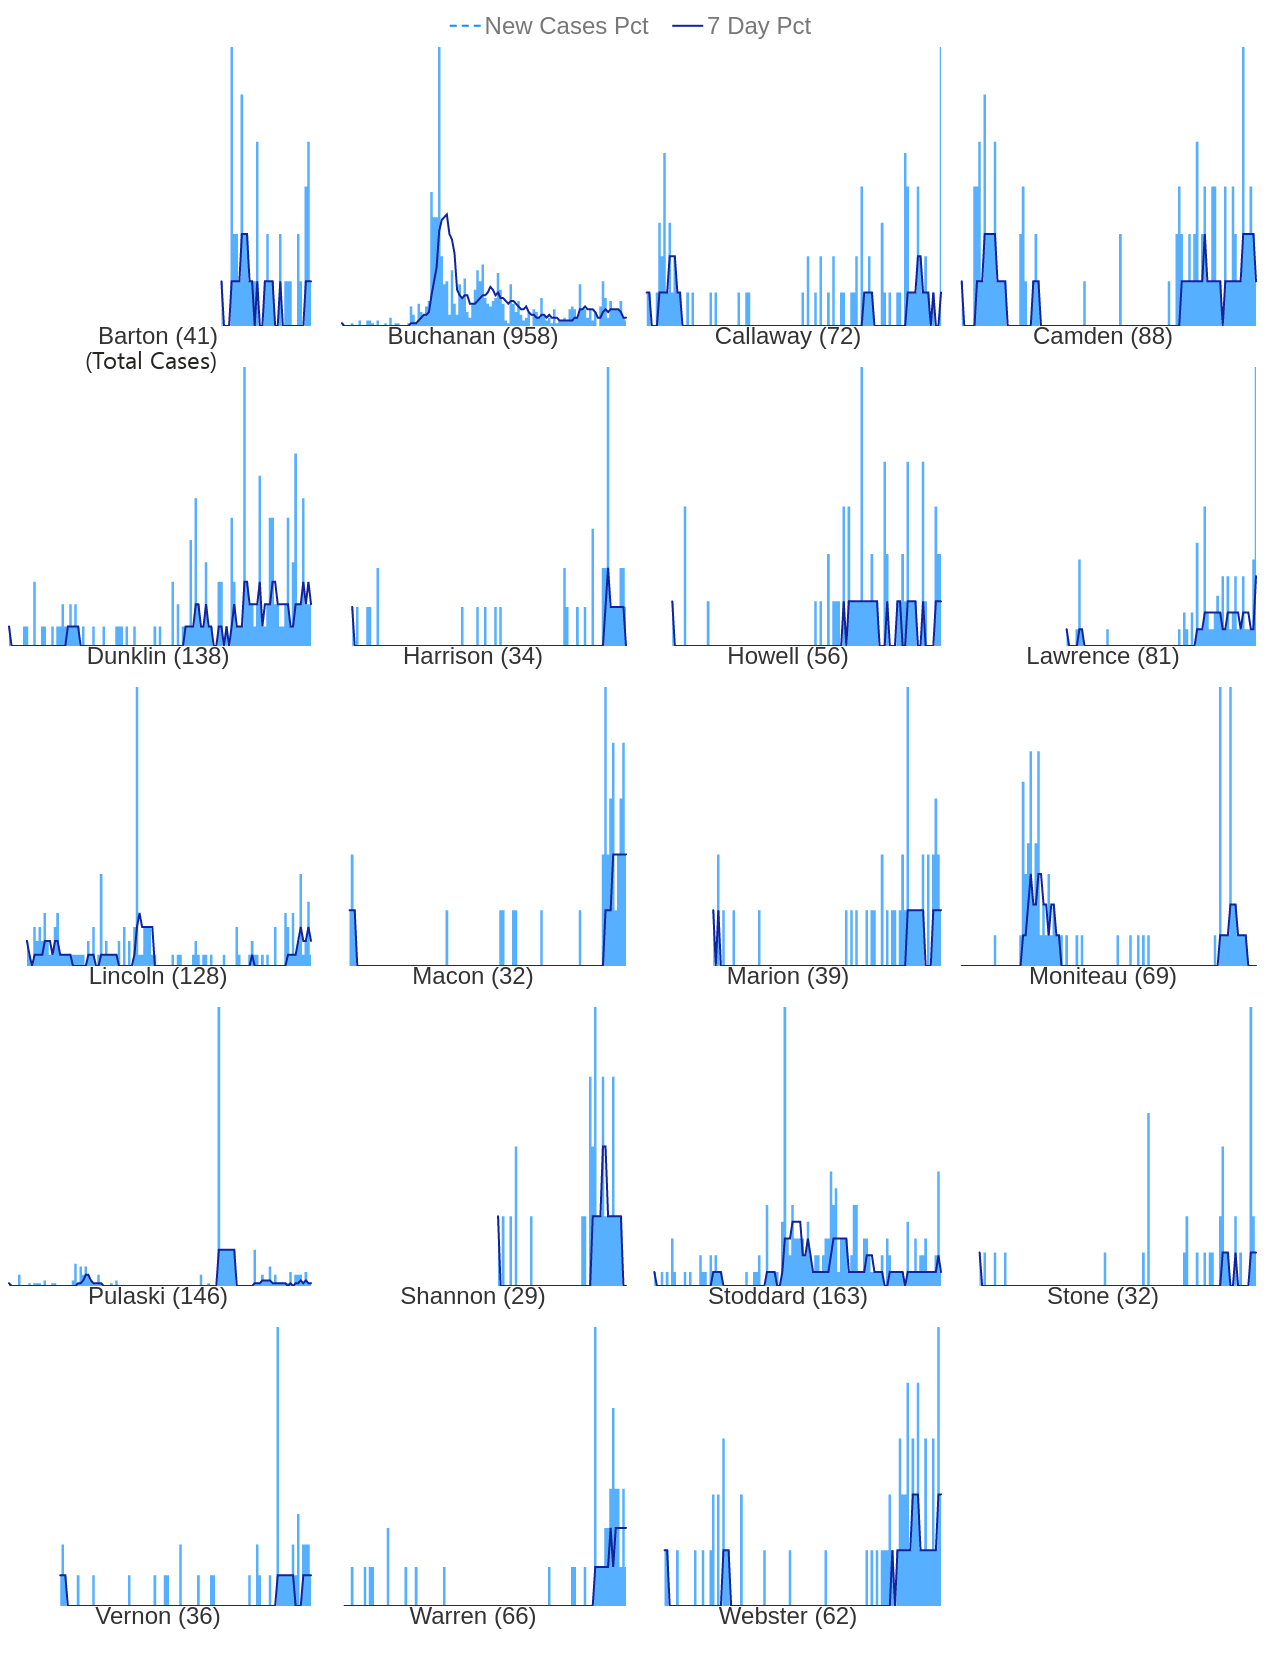 New Cases Pct 7 Day Pct
Barton (41) Buchanan (958) Callaway (72) Camden (88)
(Total Cases)
Dunklin (138) Harrison (34) Howell (56) Lawrence (81)
Lincoln (128) Macon (32) Marion (39) Moniteau (69)
Pulaski (146) Shannon (29) Stoddard (163) Stone (32)
Vernon (36) Warren (66) Webster (62)